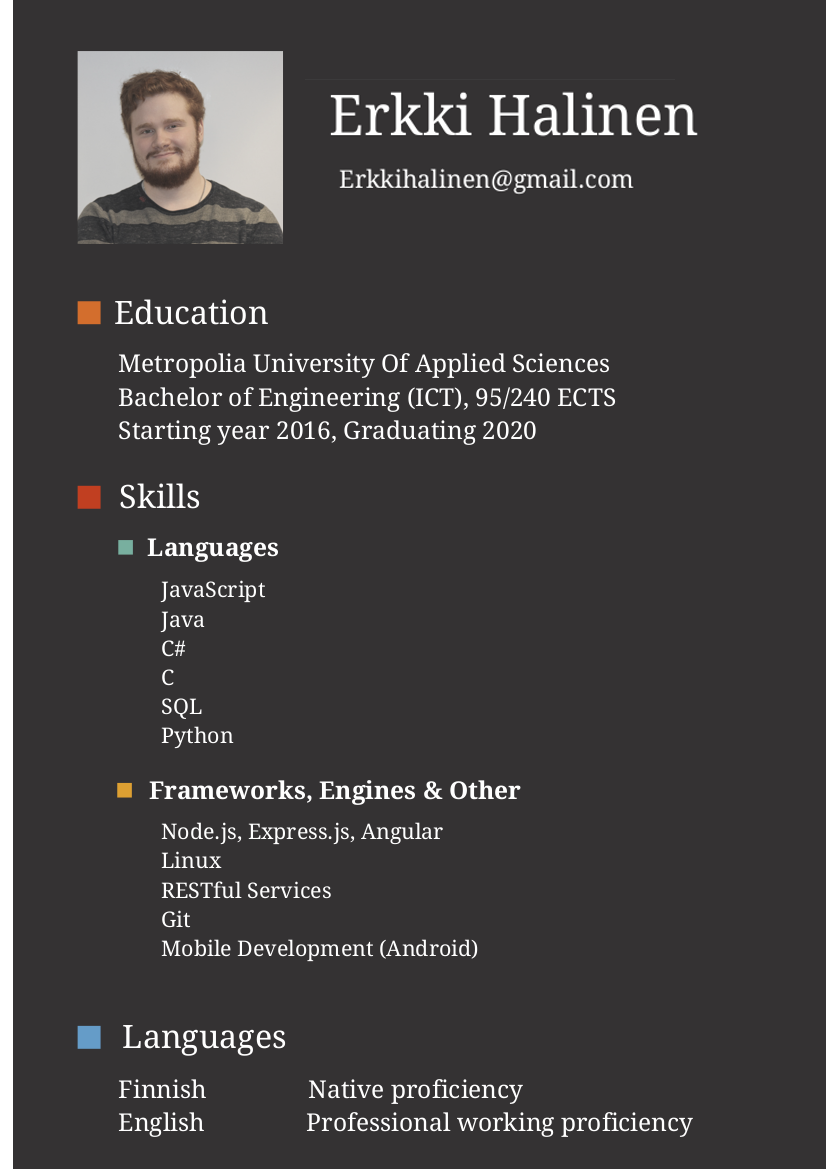 Erkki Halinen
Erkkihalinen@gmail.com
Education
Metropolia University Of Applied Sciences
Bachelor of Engineering (ICT), 95/240 ECTS
Starting year 2016, Graduating 2020
Skills
Languages
JavaScript
Java
C#
C
SQL
Python
Frameworks, Engines & Other
Node.js, Express.js, Angular
Linux
RESTful Services
Git
Mobile Development (Android)
Languages
Finnish Native proficiency
English Professional working proficiency